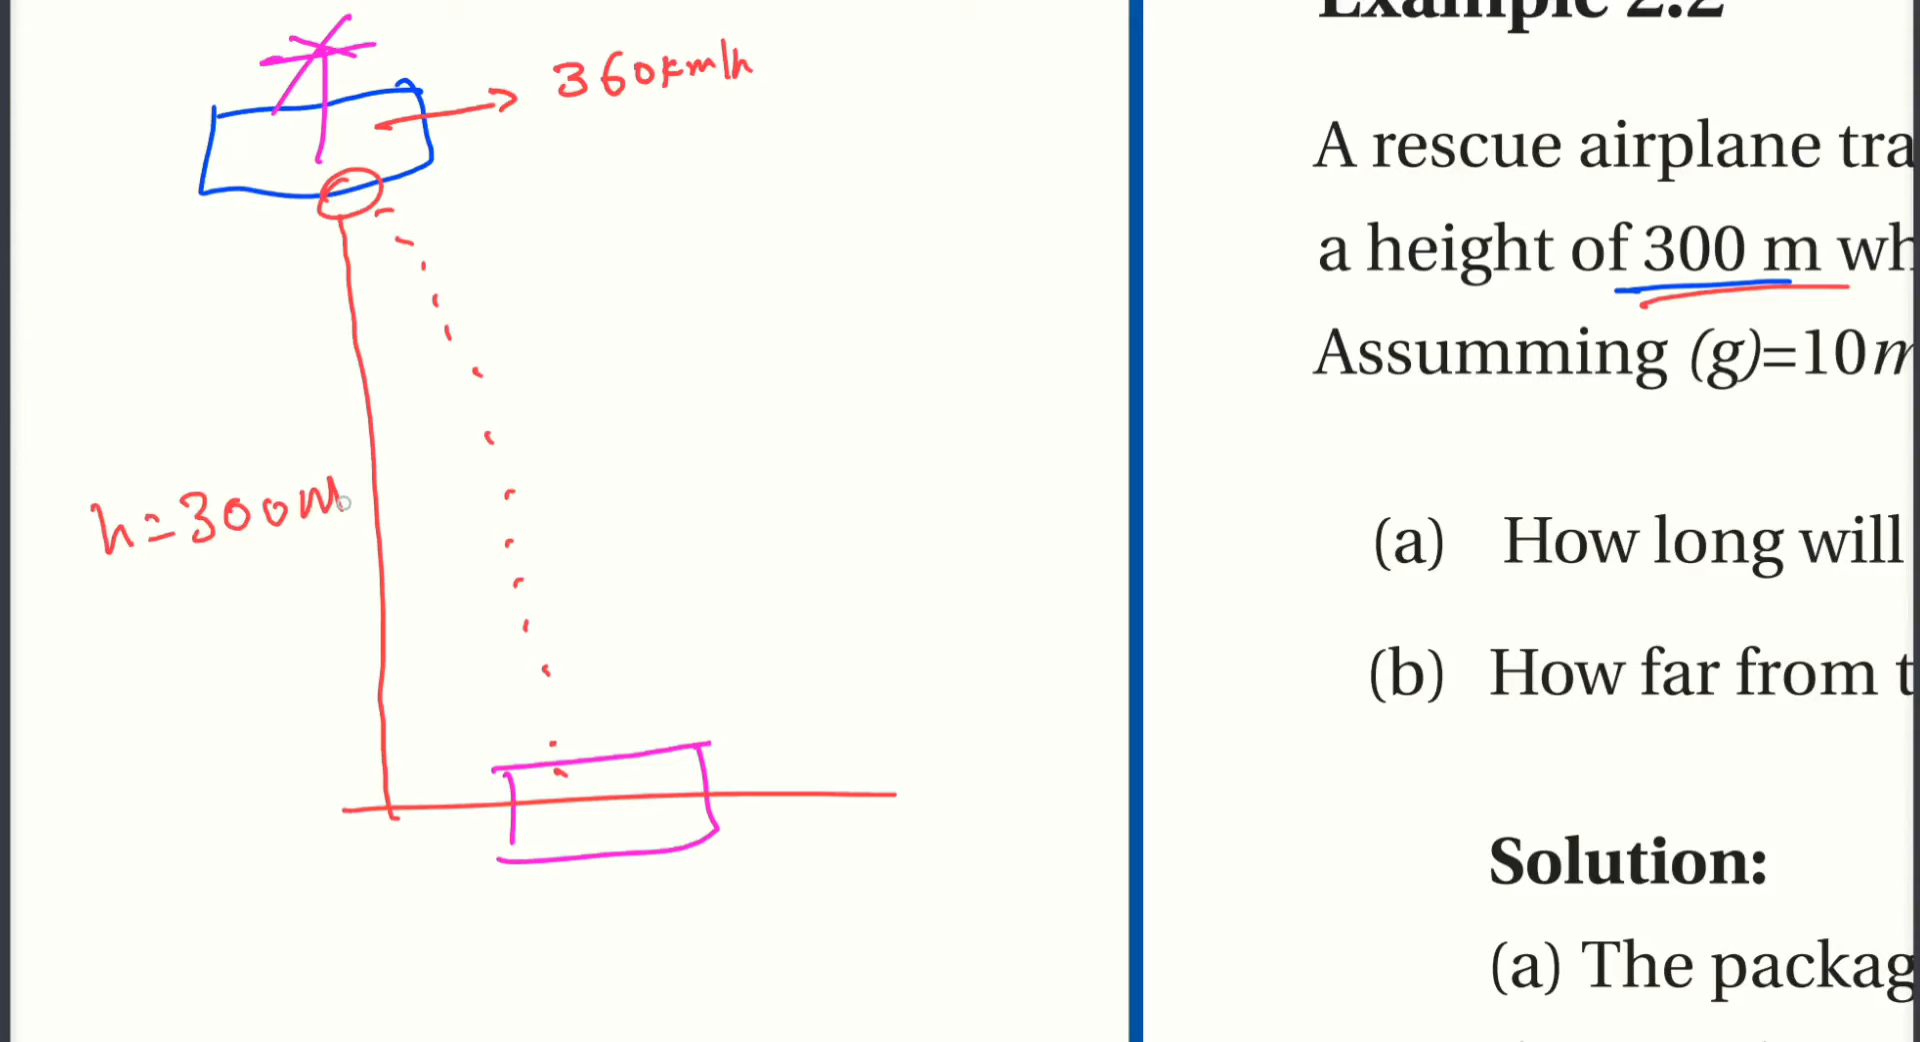 360km/h
h=300m
Example 2.2
A rescue airplane tra
a height of 300 m wh
Assumming (g)=10m
(a) How long will
(b) How far from t
Solution:
(a) The packag